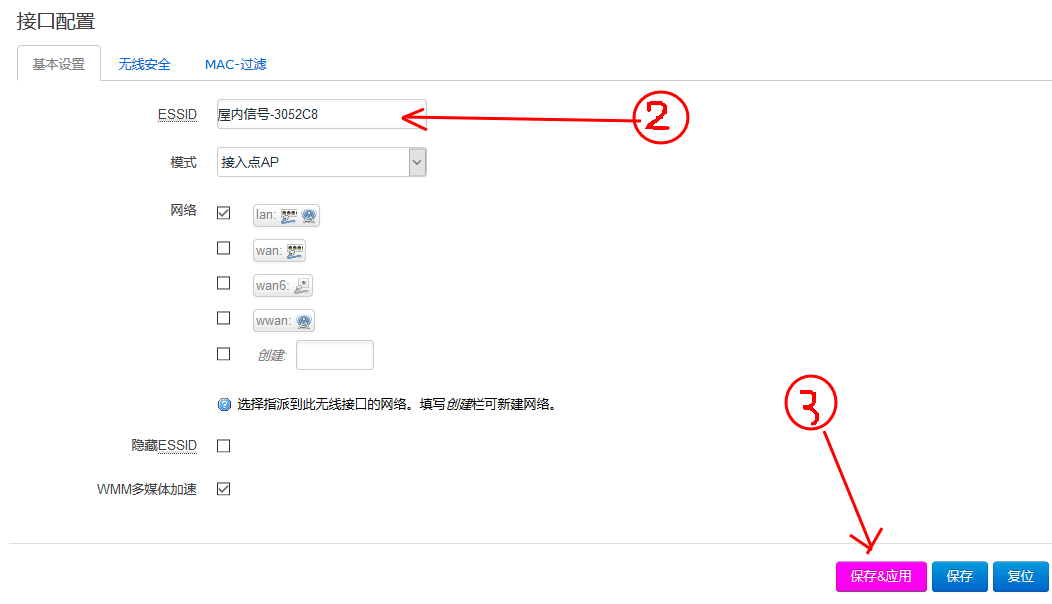 接口配置
基本设置 无线安全 MAC-过滤
ESSID 屋内信号-3052C8
②
模式 接入点AP
网络 lan:
wan:
wan6:
wwan:
创建:
选择指派到此无线接口的网络。填写创建栏可新建网络。
③
隐藏ESSID
WMM多媒体加速
保存&应用 保存 复位